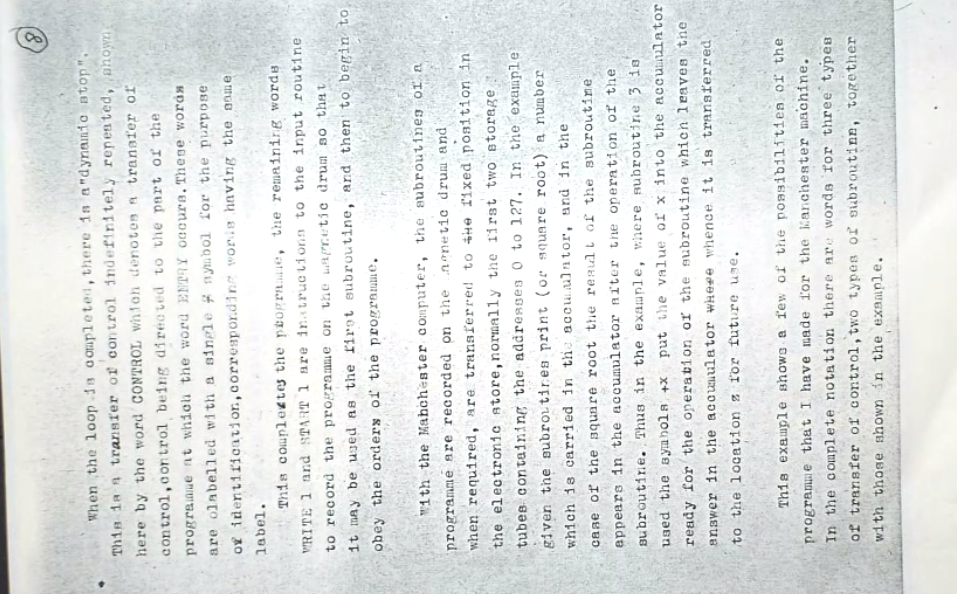 8
When the loop is completed, there is a "dynamic stop".
This is a transfer of control indefinitely repeated, shown
here by the word CONTROL which denotes a transfer of
control,control being directed to the part of the
programme at which the word ENTRY occurs.These words
are olabelled with a single z symbol for the purpose
of identification,corresponding words having the same
label.
This completes the programme, the remaining words
WRITE 1 and START 1 are instructions to the input routine
to record the programme on the magnetic drum so that
it may be used as the first subroutine, and then to begin to
obey the orders of the programme.
With the Mabchester computer, the subroutines of a
programme are recorded on the magnetic drum and
when required, are transferred to the fixed position in
the electronic store,normally the first two storage
tubes containing the addresses 0 to 127. In the example
given the subroutines print (or square root) a number
which is carried in the accumulator, and in the
case of the square root the result of the subroutine
appears in the accumulator after the operation of the
subroutine. Thus in the example, where subroutine 3 is
used the symbols +x put the value of x into the accumulator
ready for the operation of the subroutine which leaves the
answer in the accumulator where whence it is transferred
to the location z for future use.
This example shows a few of the possibilities of the
programme that I have made for the Manchester machine.
In the complete notation there are words for three types
of transfer of control,two types of subroutine, together
with those shown in the example.